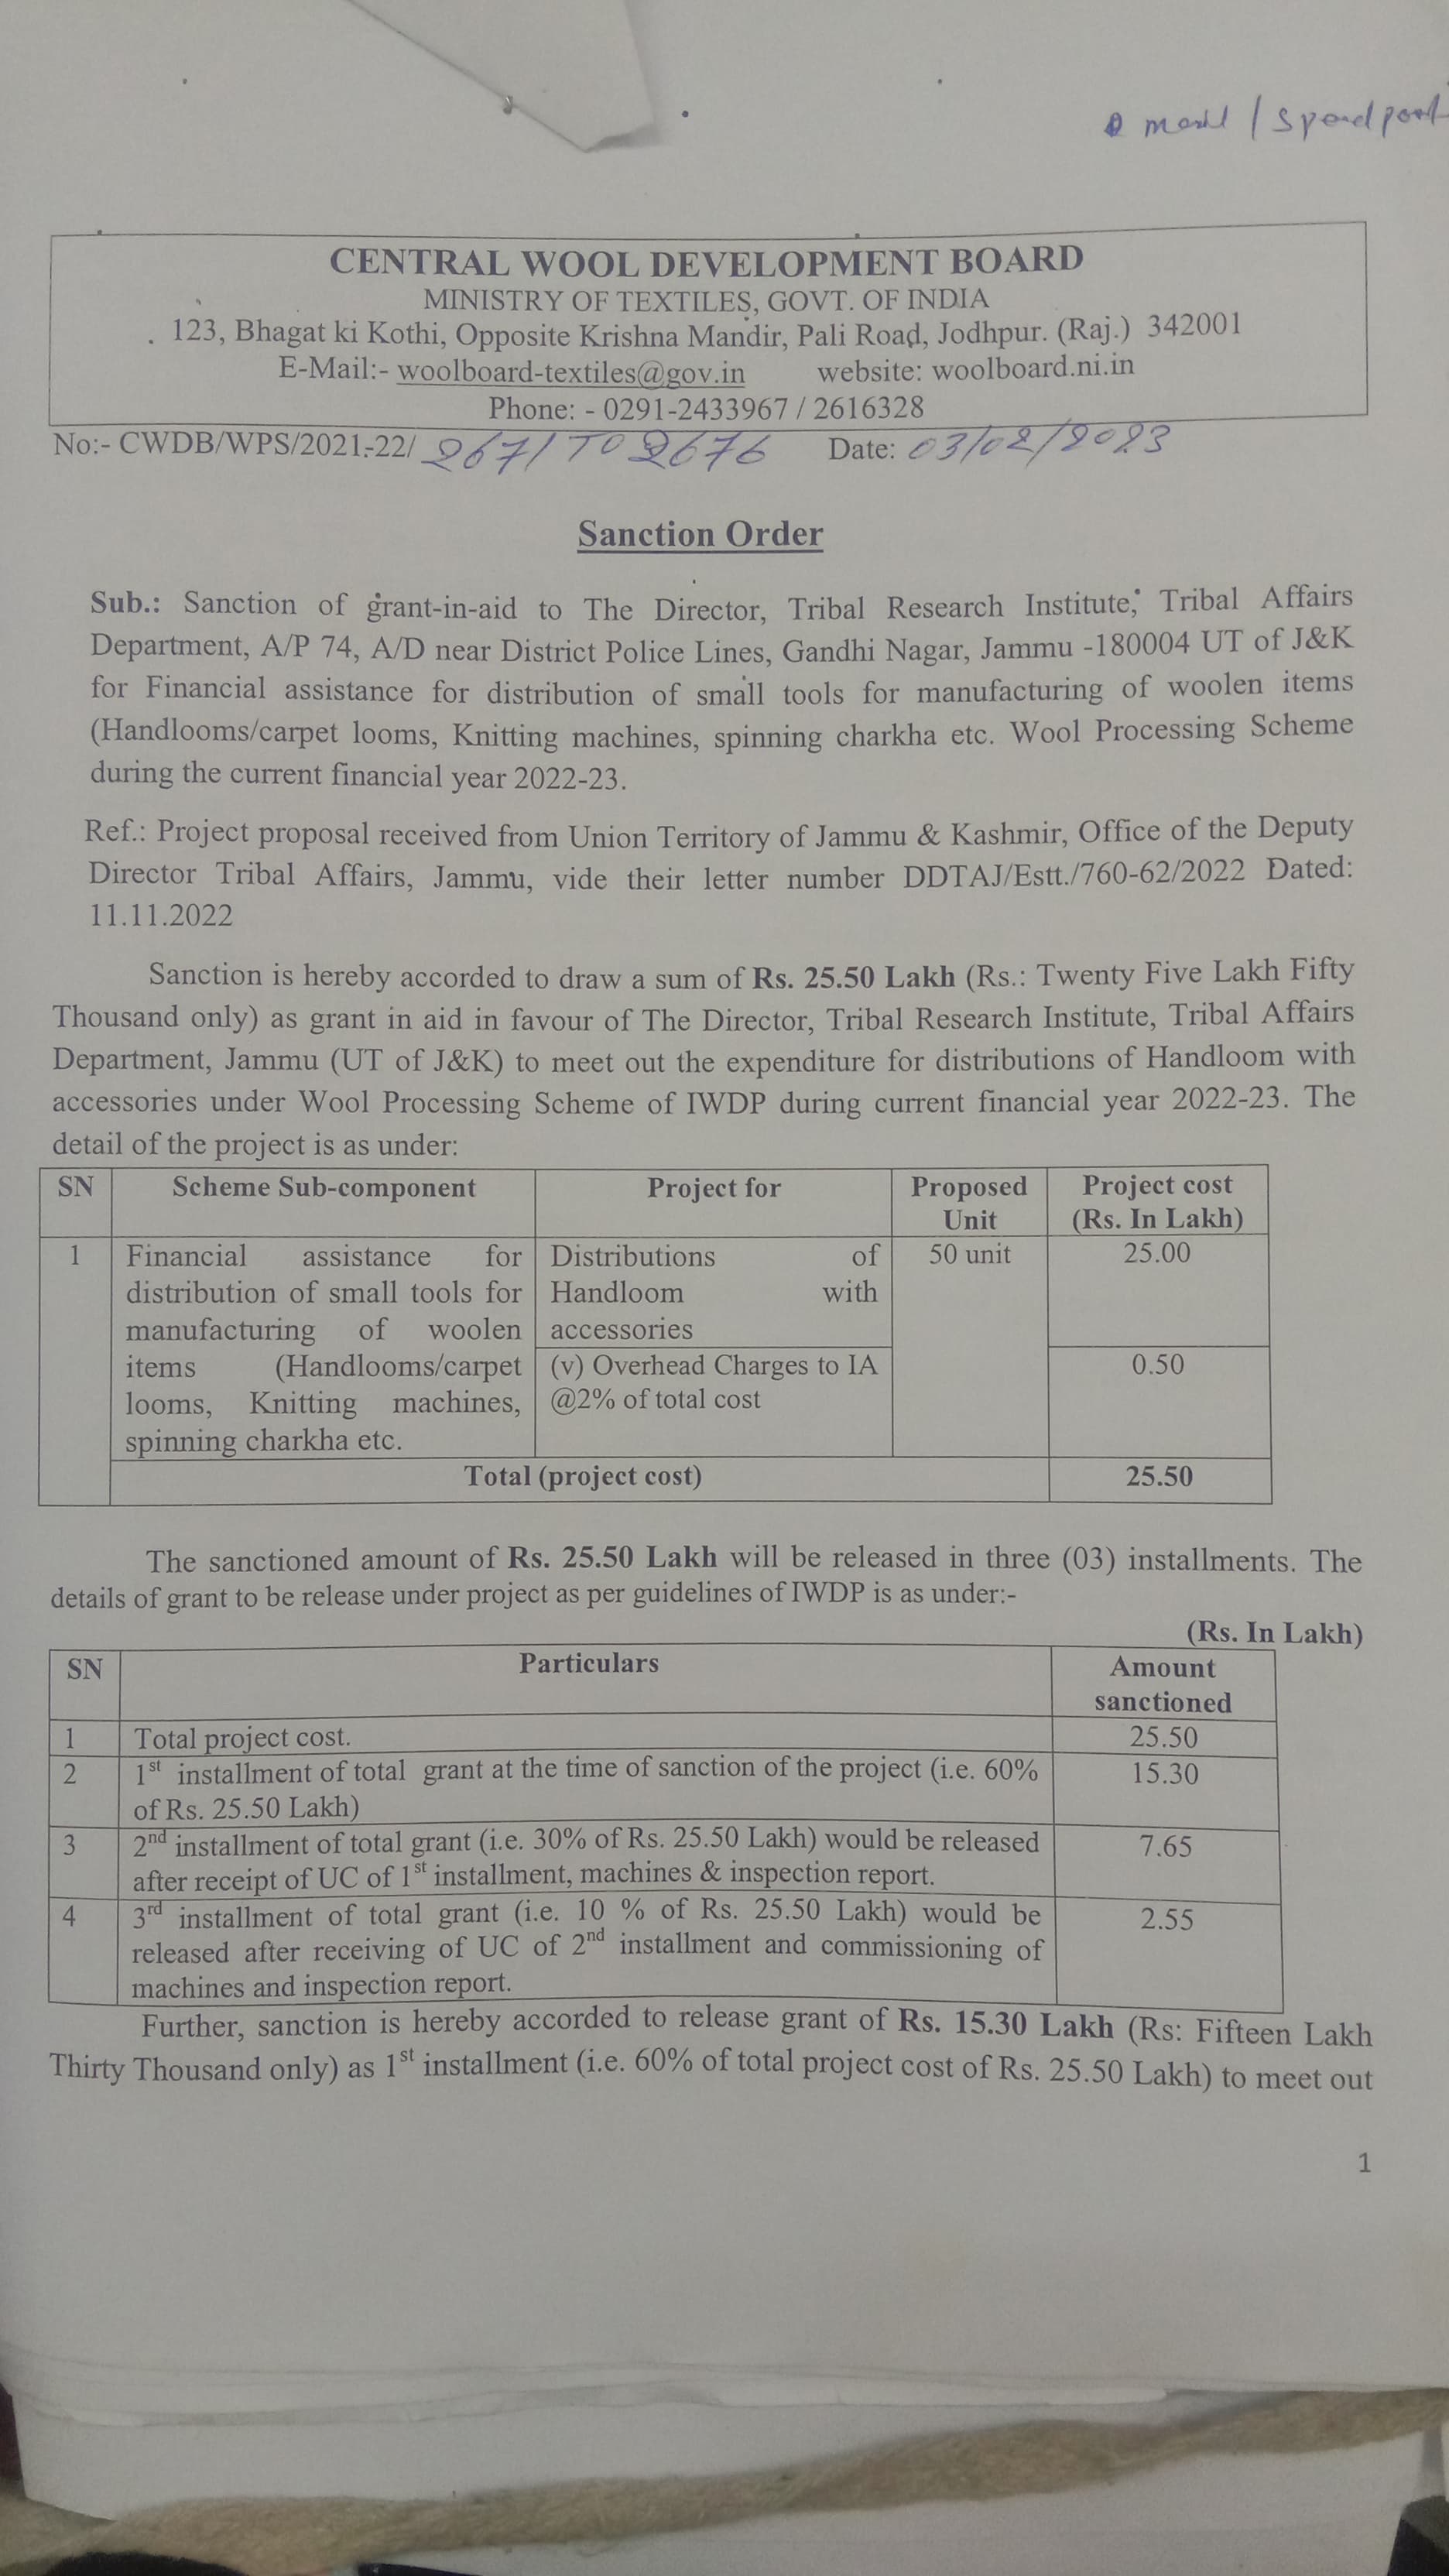 mail / speed post
CENTRAL WOOL DEVELOPMENT BOARD
MINISTRY OF TEXTILES, GOVT. OF INDIA
123, Bhagat ki Kothi, Opposite Krishna Mandir, Pali Road, Jodhpur. (Raj.) 342001
E-Mail:- woolboard-textiles@gov.in website: woolboard.ni.in
Phone: - 0291-2433967 / 2616328
No:- CWDB/WPS/2021-22/ 2671 TO 2676 Date: 03/02/2023
Sanction Order
Sub.: Sanction of grant-in-aid to The Director, Tribal Research Institute, Tribal Affairs
Department, A/P 74, A/D near District Police Lines, Gandhi Nagar, Jammu -180004 UT of J&K
for Financial assistance for distribution of small tools for manufacturing of woolen items
(Handlooms/carpet looms, Knitting machines, spinning charkha etc. Wool Processing Scheme
during the current financial year 2022-23.
Ref.: Project proposal received from Union Territory of Jammu & Kashmir, Office of the Deputy
Director Tribal Affairs, Jammu, vide their letter number DDTAJ/Estt./760-62/2022 Dated:
11.11.2022
Sanction is hereby accorded to draw a sum of Rs. 25.50 Lakh (Rs.: Twenty Five Lakh Fifty
Thousand only) as grant in aid in favour of The Director, Tribal Research Institute, Tribal Affairs
Department, Jammu (UT of J&K) to meet out the expenditure for distributions of Handloom with
accessories under Wool Processing Scheme of IWDP during current financial year 2022-23. The
detail of the project is as under:
SN Scheme Sub-component Project for Proposed Project cost
Unit (Rs. In Lakh)
1 Financial assistance for Distributions of 50 unit 25.00
distribution of small tools for Handloom with
manufacturing of woolen accessories
items (Handlooms/carpet (v) Overhead Charges to IA 0.50
looms, Knitting machines, @2% of total cost
spinning charkha etc.
Total (project cost) 25.50
The sanctioned amount of Rs. 25.50 Lakh will be released in three (03) installments. The
details of grant to be release under project as per guidelines of IWDP is as under:-
(Rs. In Lakh)
SN Particulars Amount
sanctioned
1 Total project cost. 25.50
2 1st installment of total grant at the time of sanction of the project (i.e. 60% 15.30
of Rs. 25.50 Lakh)
3 2nd installment of total grant (i.e. 30% of Rs. 25.50 Lakh) would be released 7.65
after receipt of UC of 1st installment, machines & inspection report.
4 3rd installment of total grant (i.e. 10 % of Rs. 25.50 Lakh) would be 2.55
released after receiving of UC of 2nd installment and commissioning of
machines and inspection report.
Further, sanction is hereby accorded to release grant of Rs. 15.30 Lakh (Rs: Fifteen Lakh
Thirty Thousand only) as 1st installment (i.e. 60% of total project cost of Rs. 25.50 Lakh) to meet out
1